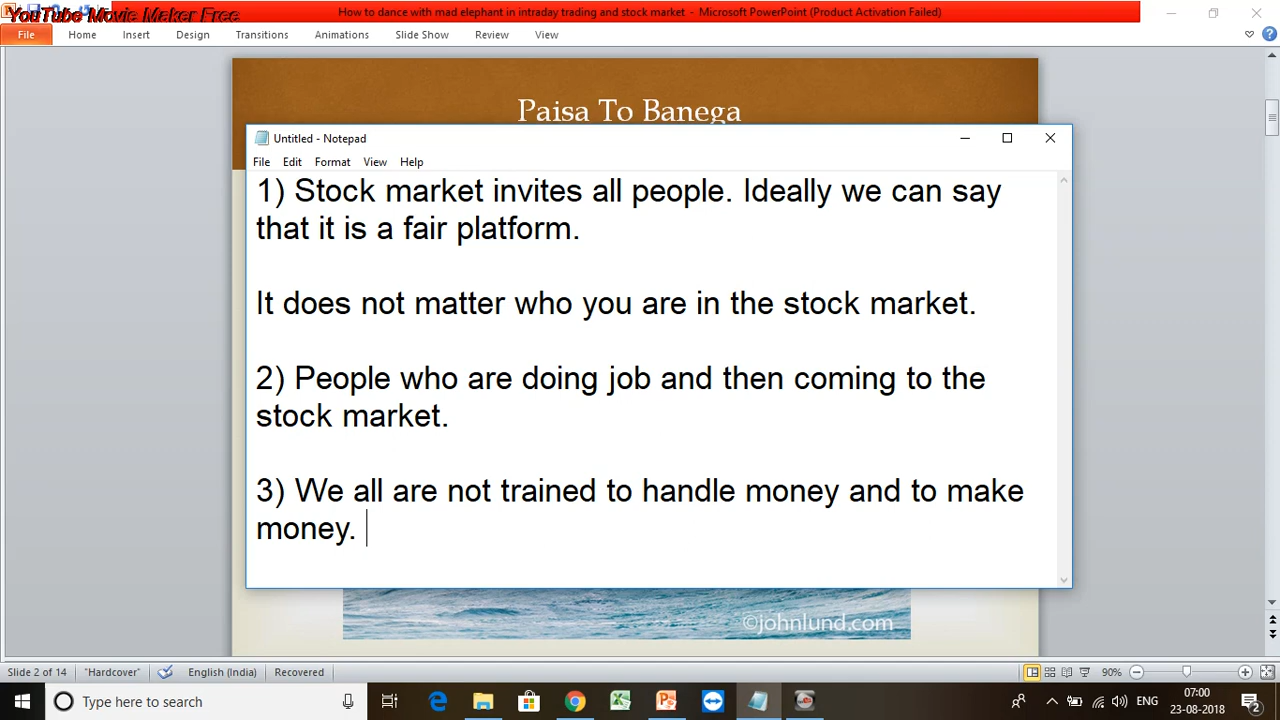 YouTube Movie Maker Free
How to dance with mad elephant in intraday trading and stock market - Microsoft PowerPoint (Product Activation Failed)
File Home Insert Design Transitions Animations Slide Show Review View
Paisa To Banega
Untitled - Notepad
File Edit Format View Help
1) Stock market invites all people. Ideally we can say
that it is a fair platform.
It does not matter who you are in the stock market.
2) People who are doing job and then coming to the
stock market.
3) We all are not trained to handle money and to make
money.
©johnlund.com
Slide 2 of 14 "Hardcover" English (India) Recovered 90%
Type here to search
ENG
07:00
23-08-2018
2